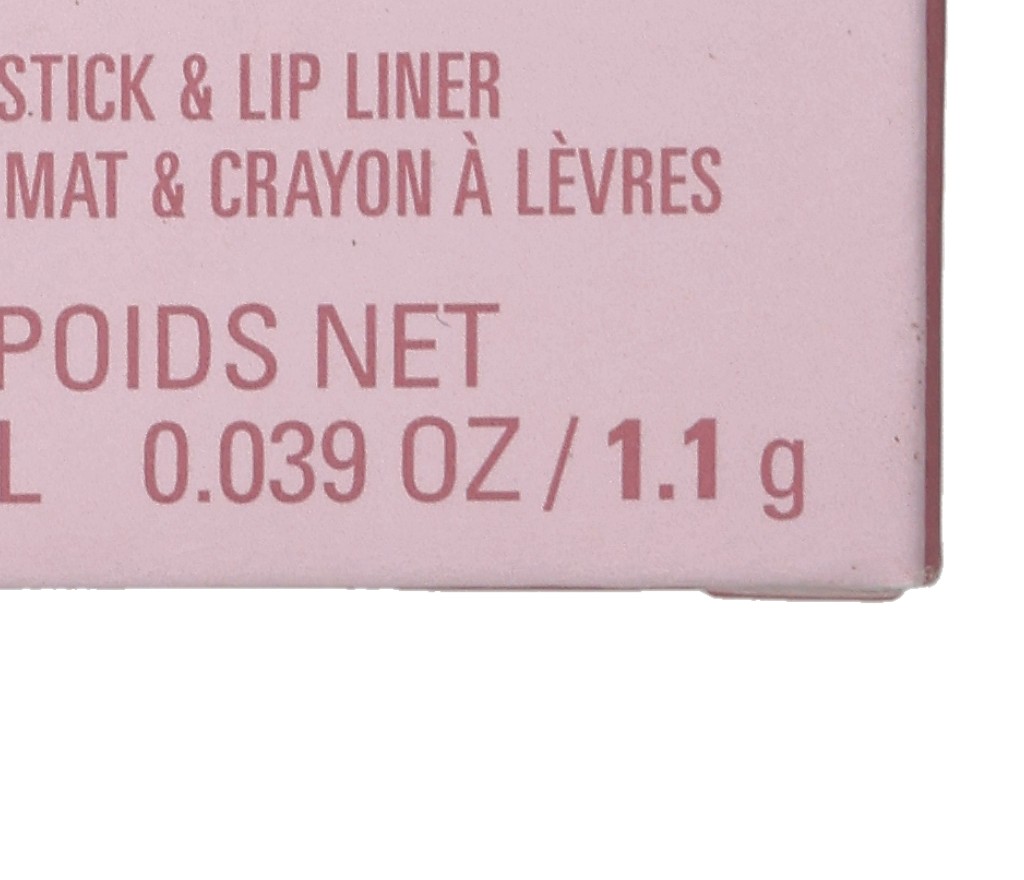 STICK & LIP LINER
MAT & CRAYON À LÈVRES
POIDS NET
L 0.039 OZ / 1.1 g